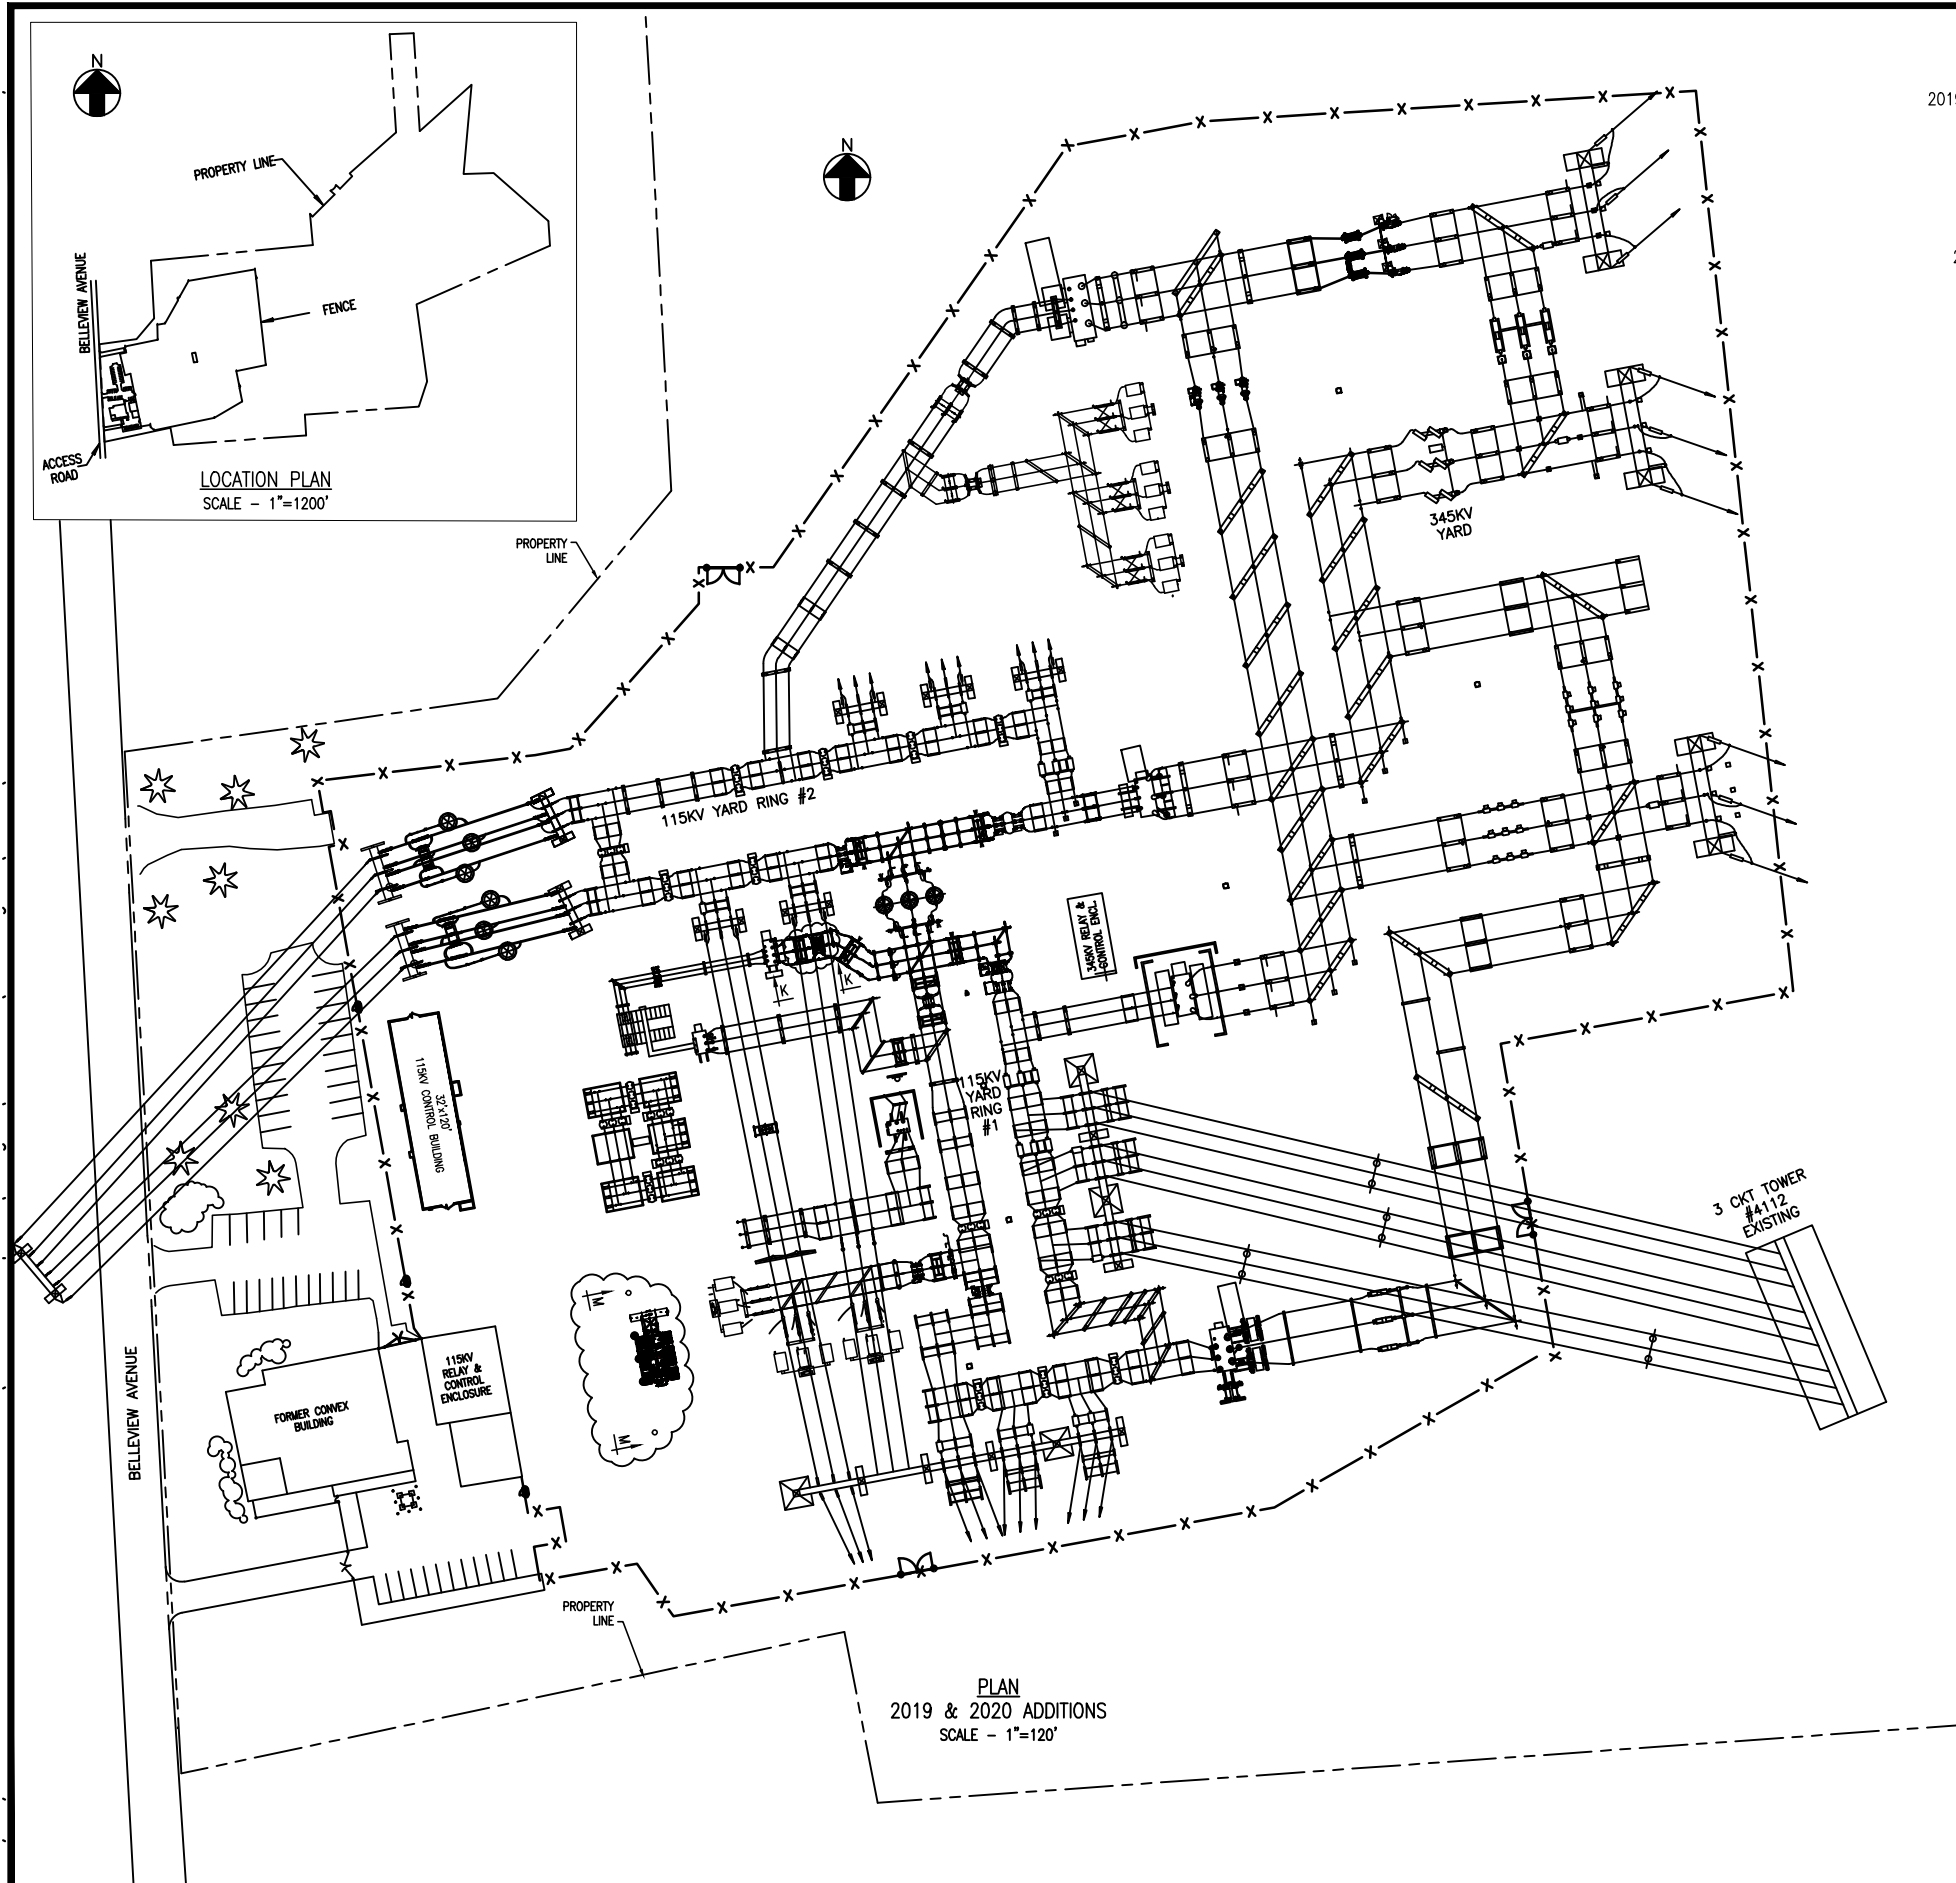 N
PROPERTY LINE
BELLEVIEW AVENUE
FENCE
ACCESS
ROAD
LOCATION PLAN
SCALE - 1"=1200'
N
2019
PROPERTY
LINE
345KV
YARD
115KV YARD RING #2
345KV RELAY &
CONTROL ENCL.
K
K
32'x120'
115KV CONTROL BUILDING
115KV
YARD
RING
#1
3 CKT TOWER
#4112
EXISTING
M
M
BELLEVIEW AVENUE
115KV
RELAY &
CONTROL
ENCLOSURE
FORMER CONVEX
BUILDING
PROPERTY
LINE
PLAN
2019 & 2020 ADDITIONS
SCALE - 1"=120'